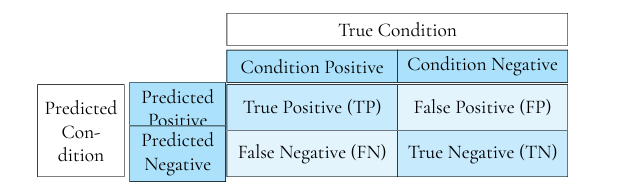 True Condition
Condition Positive Condition Negative
Predicted
Con-
dition
Predicted
Positive
True Positive (TP) False Positive (FP)
Predicted
Negative
False Negative (FN) True Negative (TN)